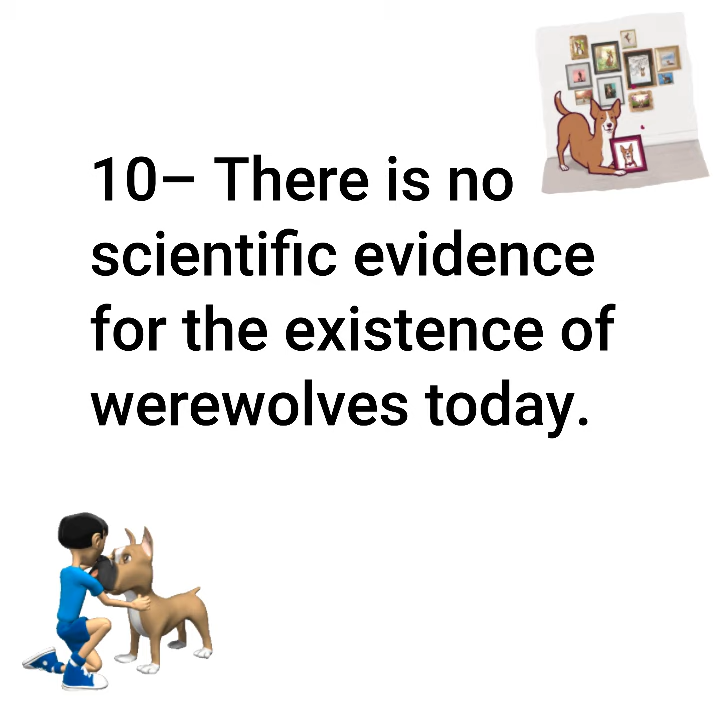 10– There is no
scientific evidence
for the existence of
werewolves today.